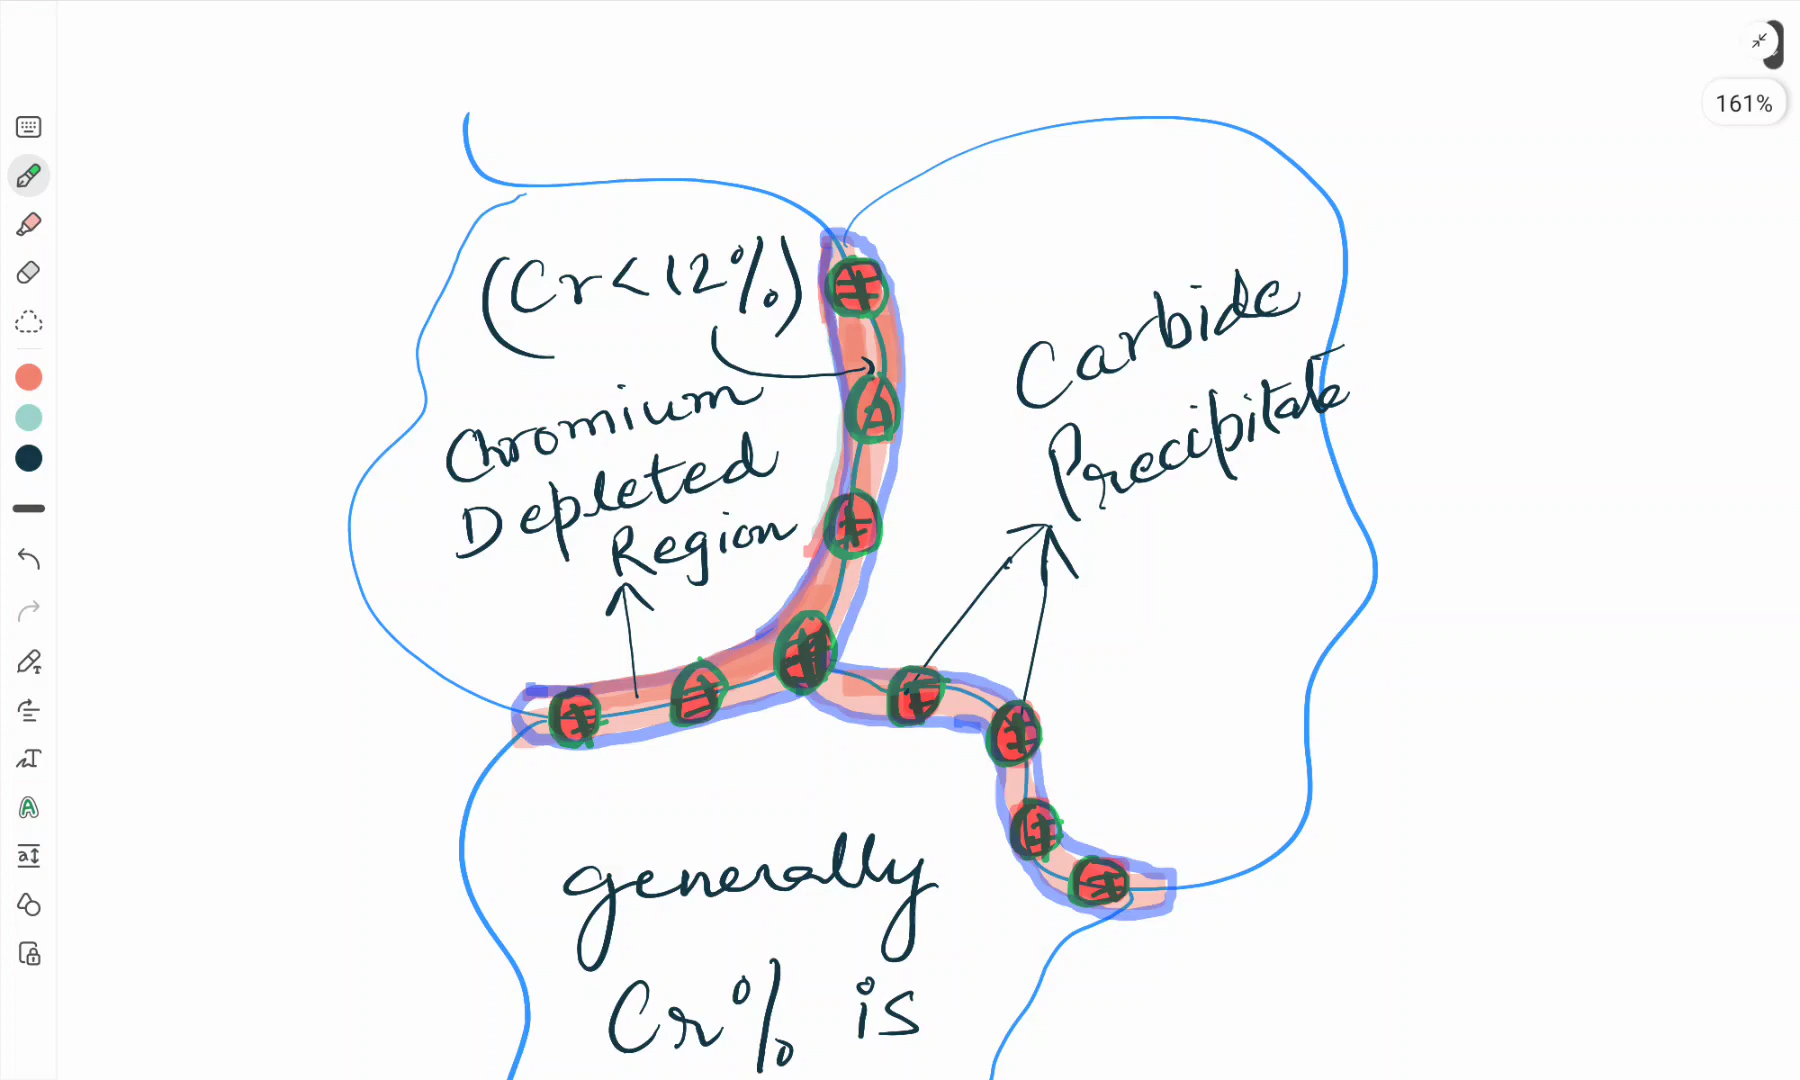 161%
(Cr<12%)
Chromium
Depleted
Region
Carbide
Precipitate
generally
Cr% is